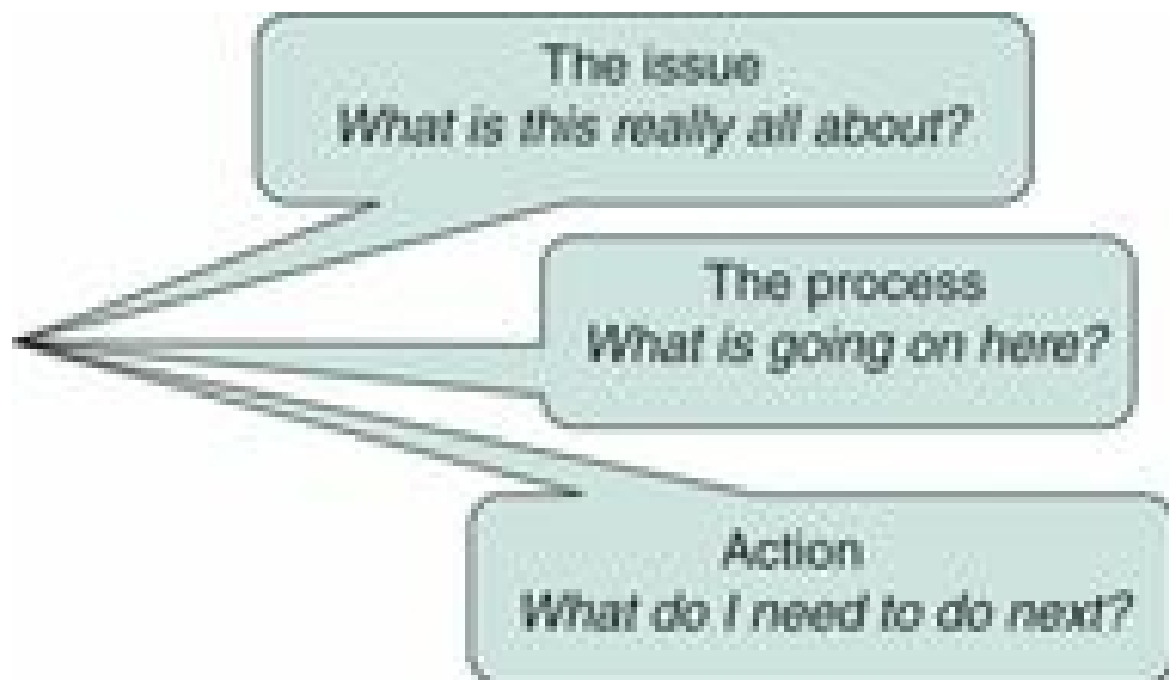 The issue
What is this really all about?
The process
What is going on here?
Action
What do I need to do next?